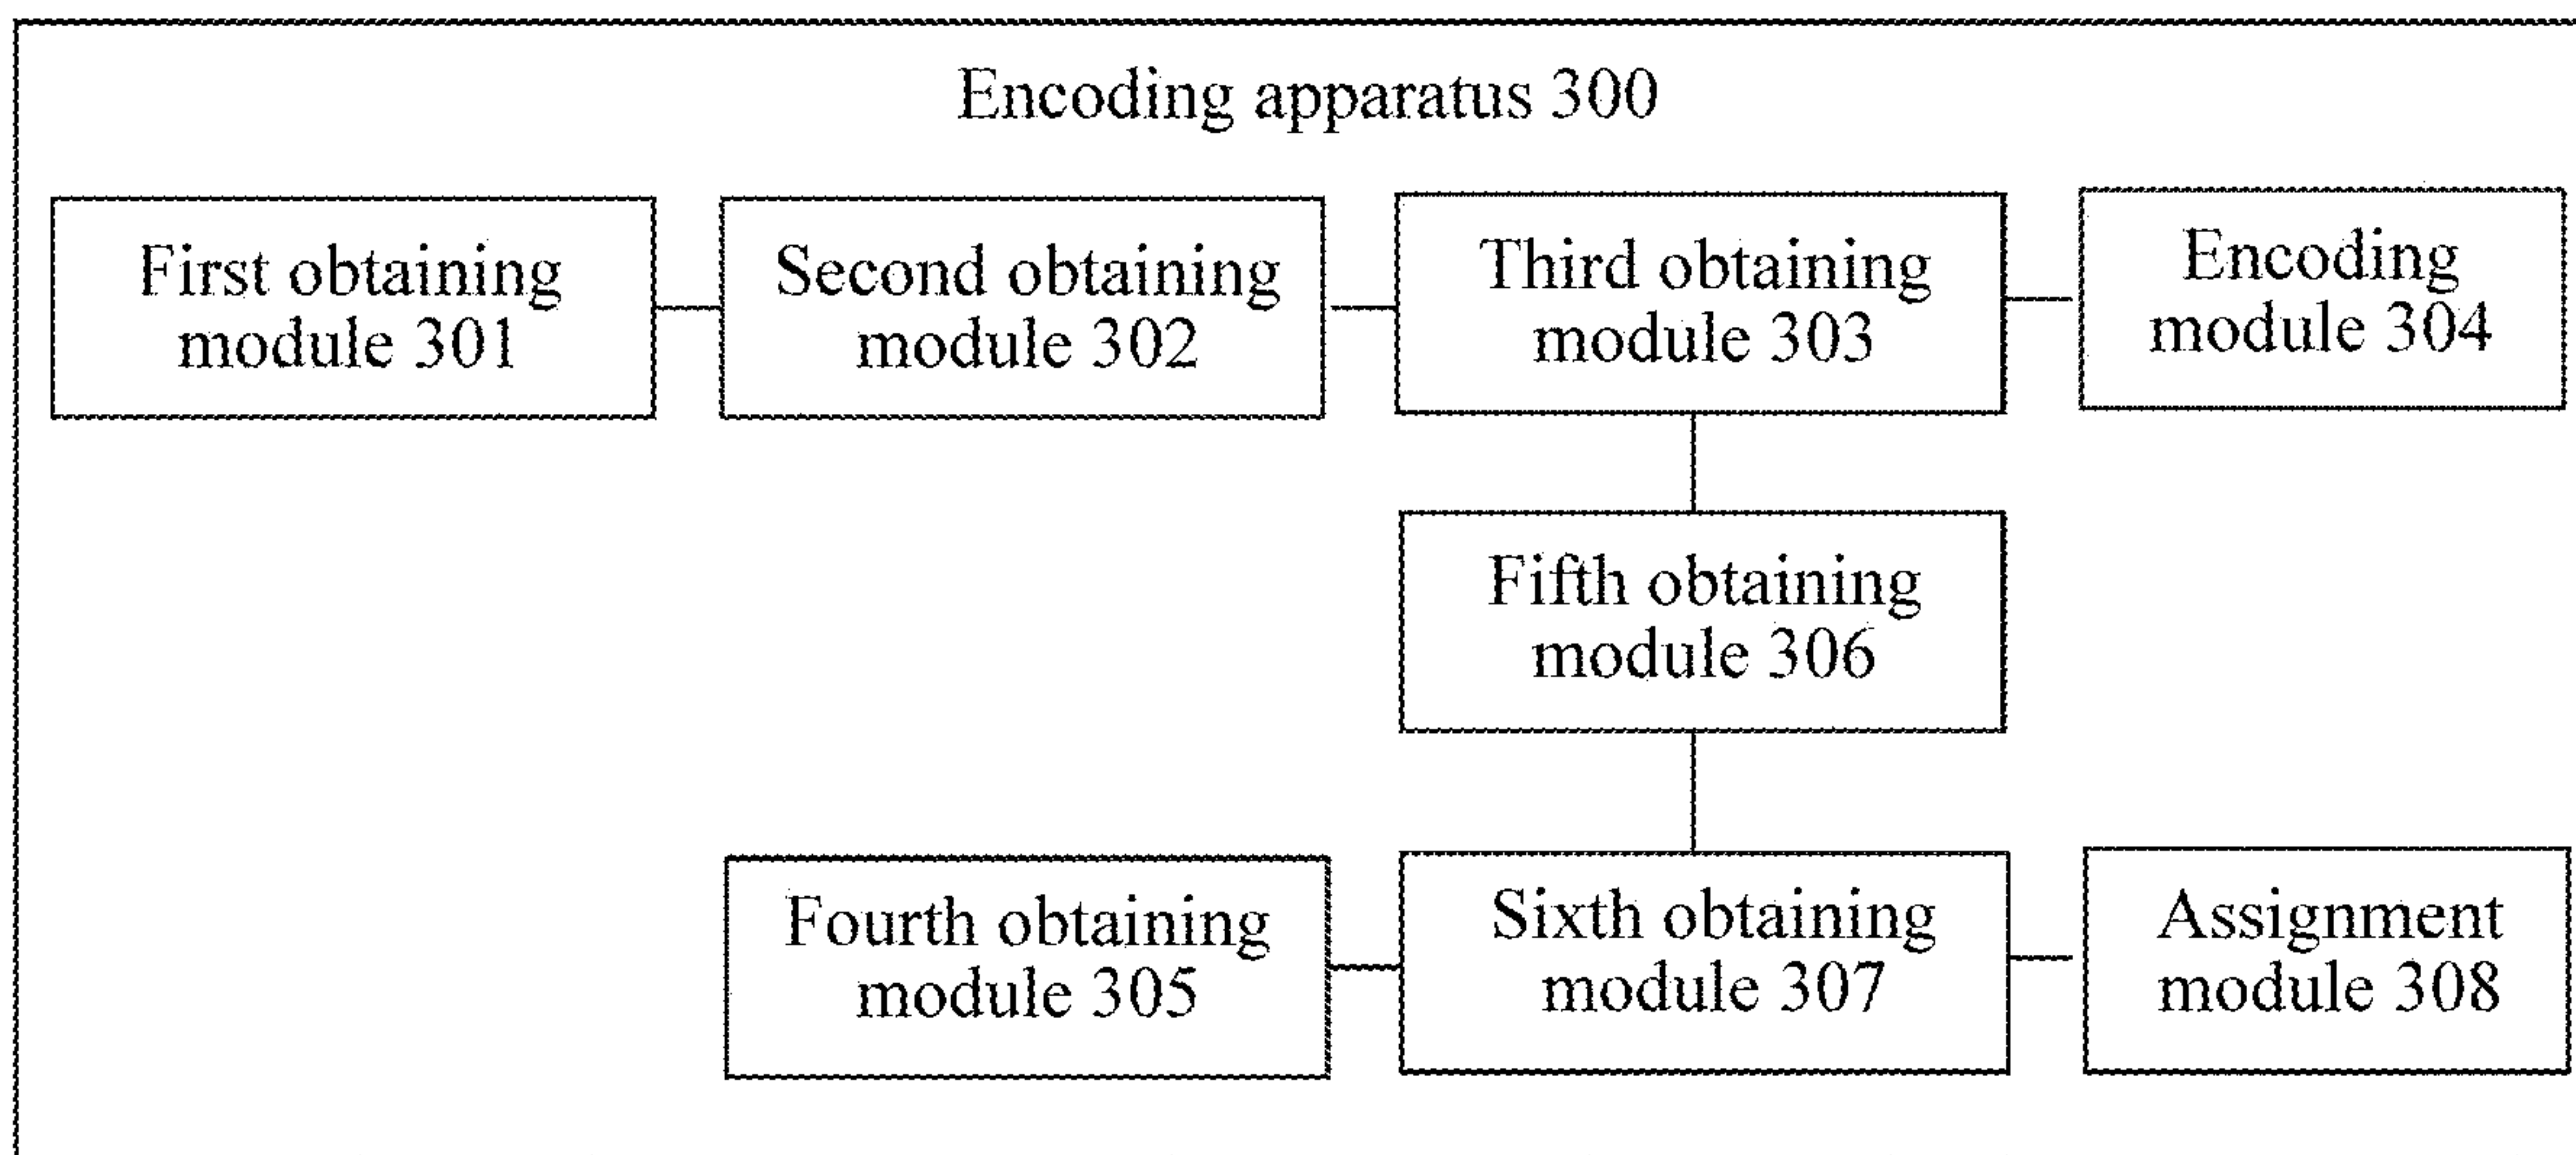 Encoding apparatus 300
First obtaining
module 301
Second obtaining
module 302
Third obtaining
module 303
Encoding
module 304
Fifth obtaining
module 306
Fourth obtaining
module 305
Sixth obtaining
module 307
Assignment
module 308